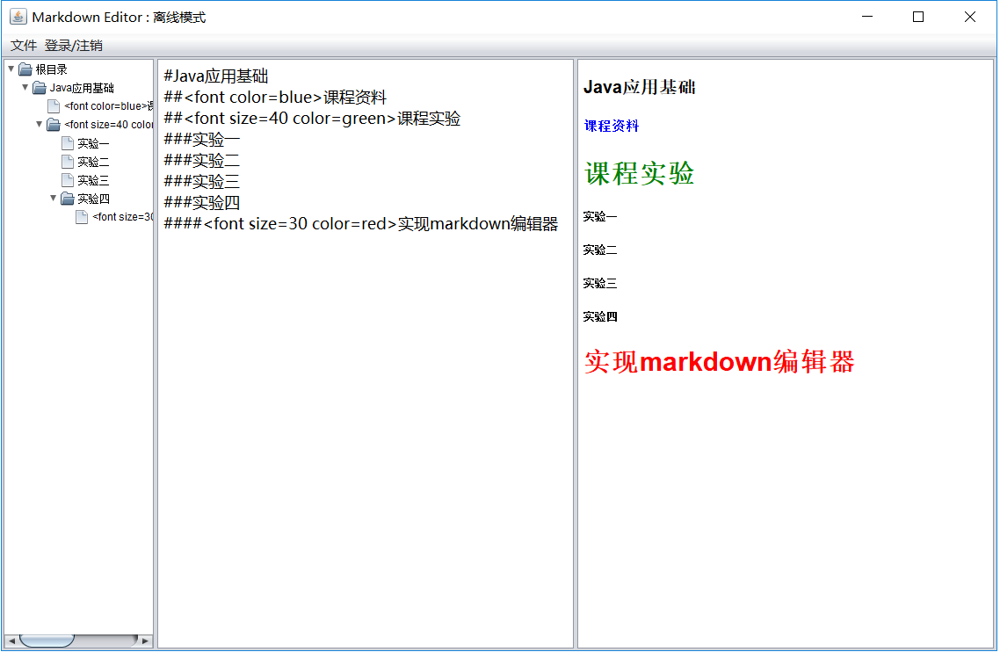 Markdown Editor : 离线模式
文件 登录/注销
根目录
Java应用基础
<font color=blue>
<font size=40 color
实验一
实验二
实验三
实验四
<font size=30
#Java应用基础
##<font color=blue>课程资料
##<font size=40 color=green>课程实验
###实验一
###实验二
###实验三
###实验四
####<font size=30 color=red>实现markdown编辑器
Java应用基础
课程资料
课程实验
实验一
实验二
实验三
实验四
实现markdown编辑器